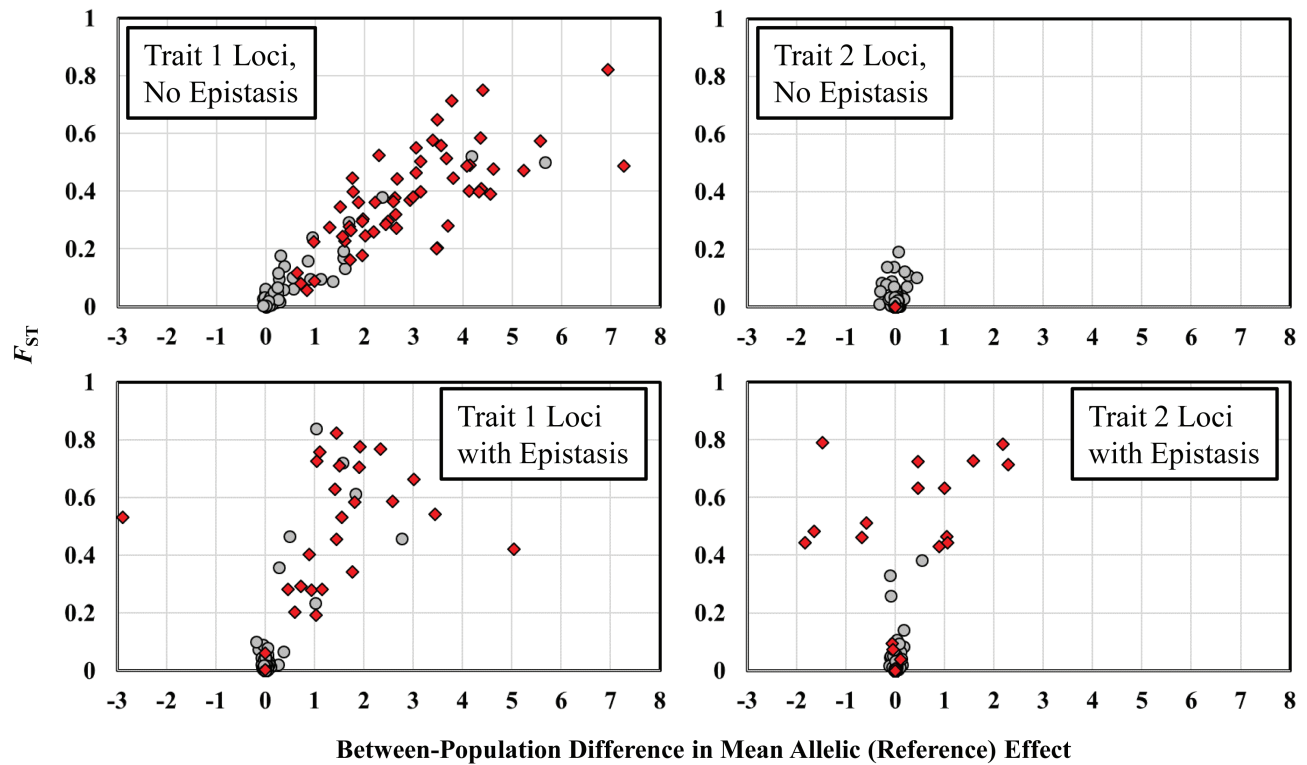 Trait 1 Loci,
No Epistasis
1
0.8
0.6
0.4
0.2
0
-3 -2 -1 0 1 2 3 4 5 6 7 8
Trait 2 Loci,
No Epistasis
1
0.8
0.6
0.4
0.2
0
-3 -2 -1 0 1 2 3 4 5 6 7 8
FST
Trait 1 Loci
with Epistasis
1
0.8
0.6
0.4
0.2
0
-3 -2 -1 0 1 2 3 4 5 6 7 8
Trait 2 Loci
with Epistasis
1
0.8
0.6
0.4
0.2
0
-3 -2 -1 0 1 2 3 4 5 6 7 8
Between-Population Difference in Mean Allelic (Reference) Effect